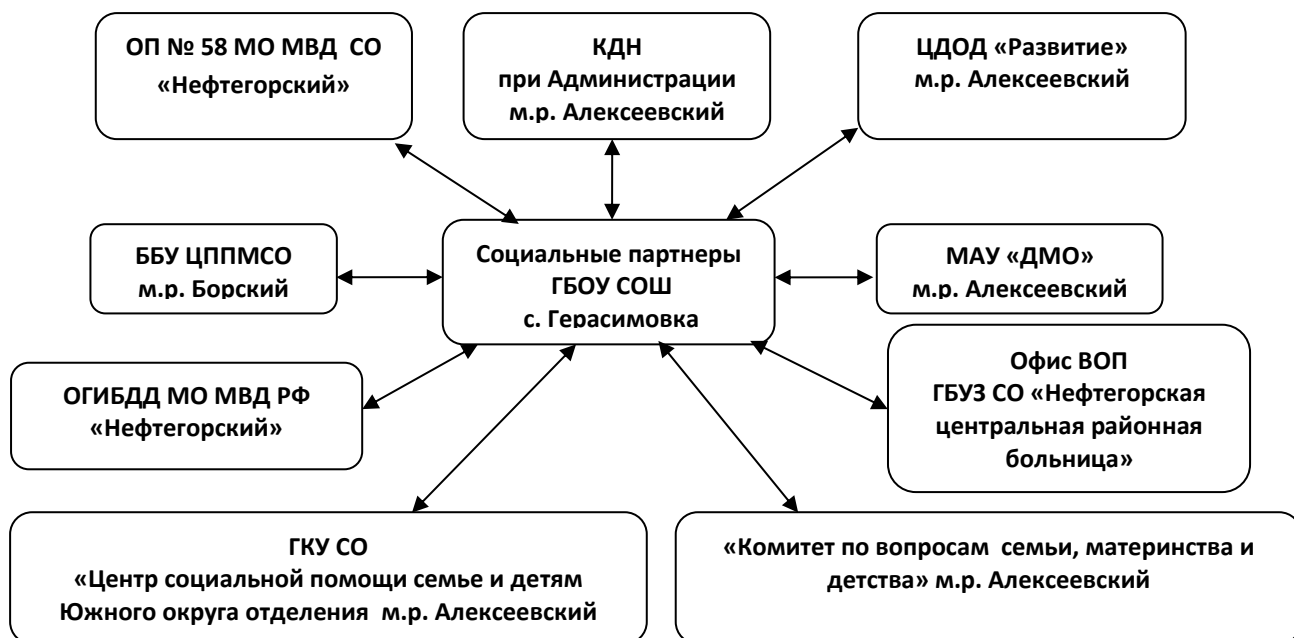 ОП № 58 МО МВД СО
«Нефтегорский»
КДН
при Администрации
м.р. Алексеевский
ЦДОД «Развитие»
м.р. Алексеевский
ББУ ЦППМСО
м.р. Борский
Социальные партнеры
ГБОУ СОШ
с. Герасимовка
МАУ «ДМО»
м.р. Алексеевский
ОГИБДД МО МВД РФ
«Нефтегорский»
Офис ВОП
ГБУЗ СО «Нефтегорская
центральная районная
больница»
ГКУ СО
«Центр социальной помощи семье и детям
Южного округа отделения м.р. Алексеевский
«Комитет по вопросам семьи, материнства и
детства» м.р. Алексеевский